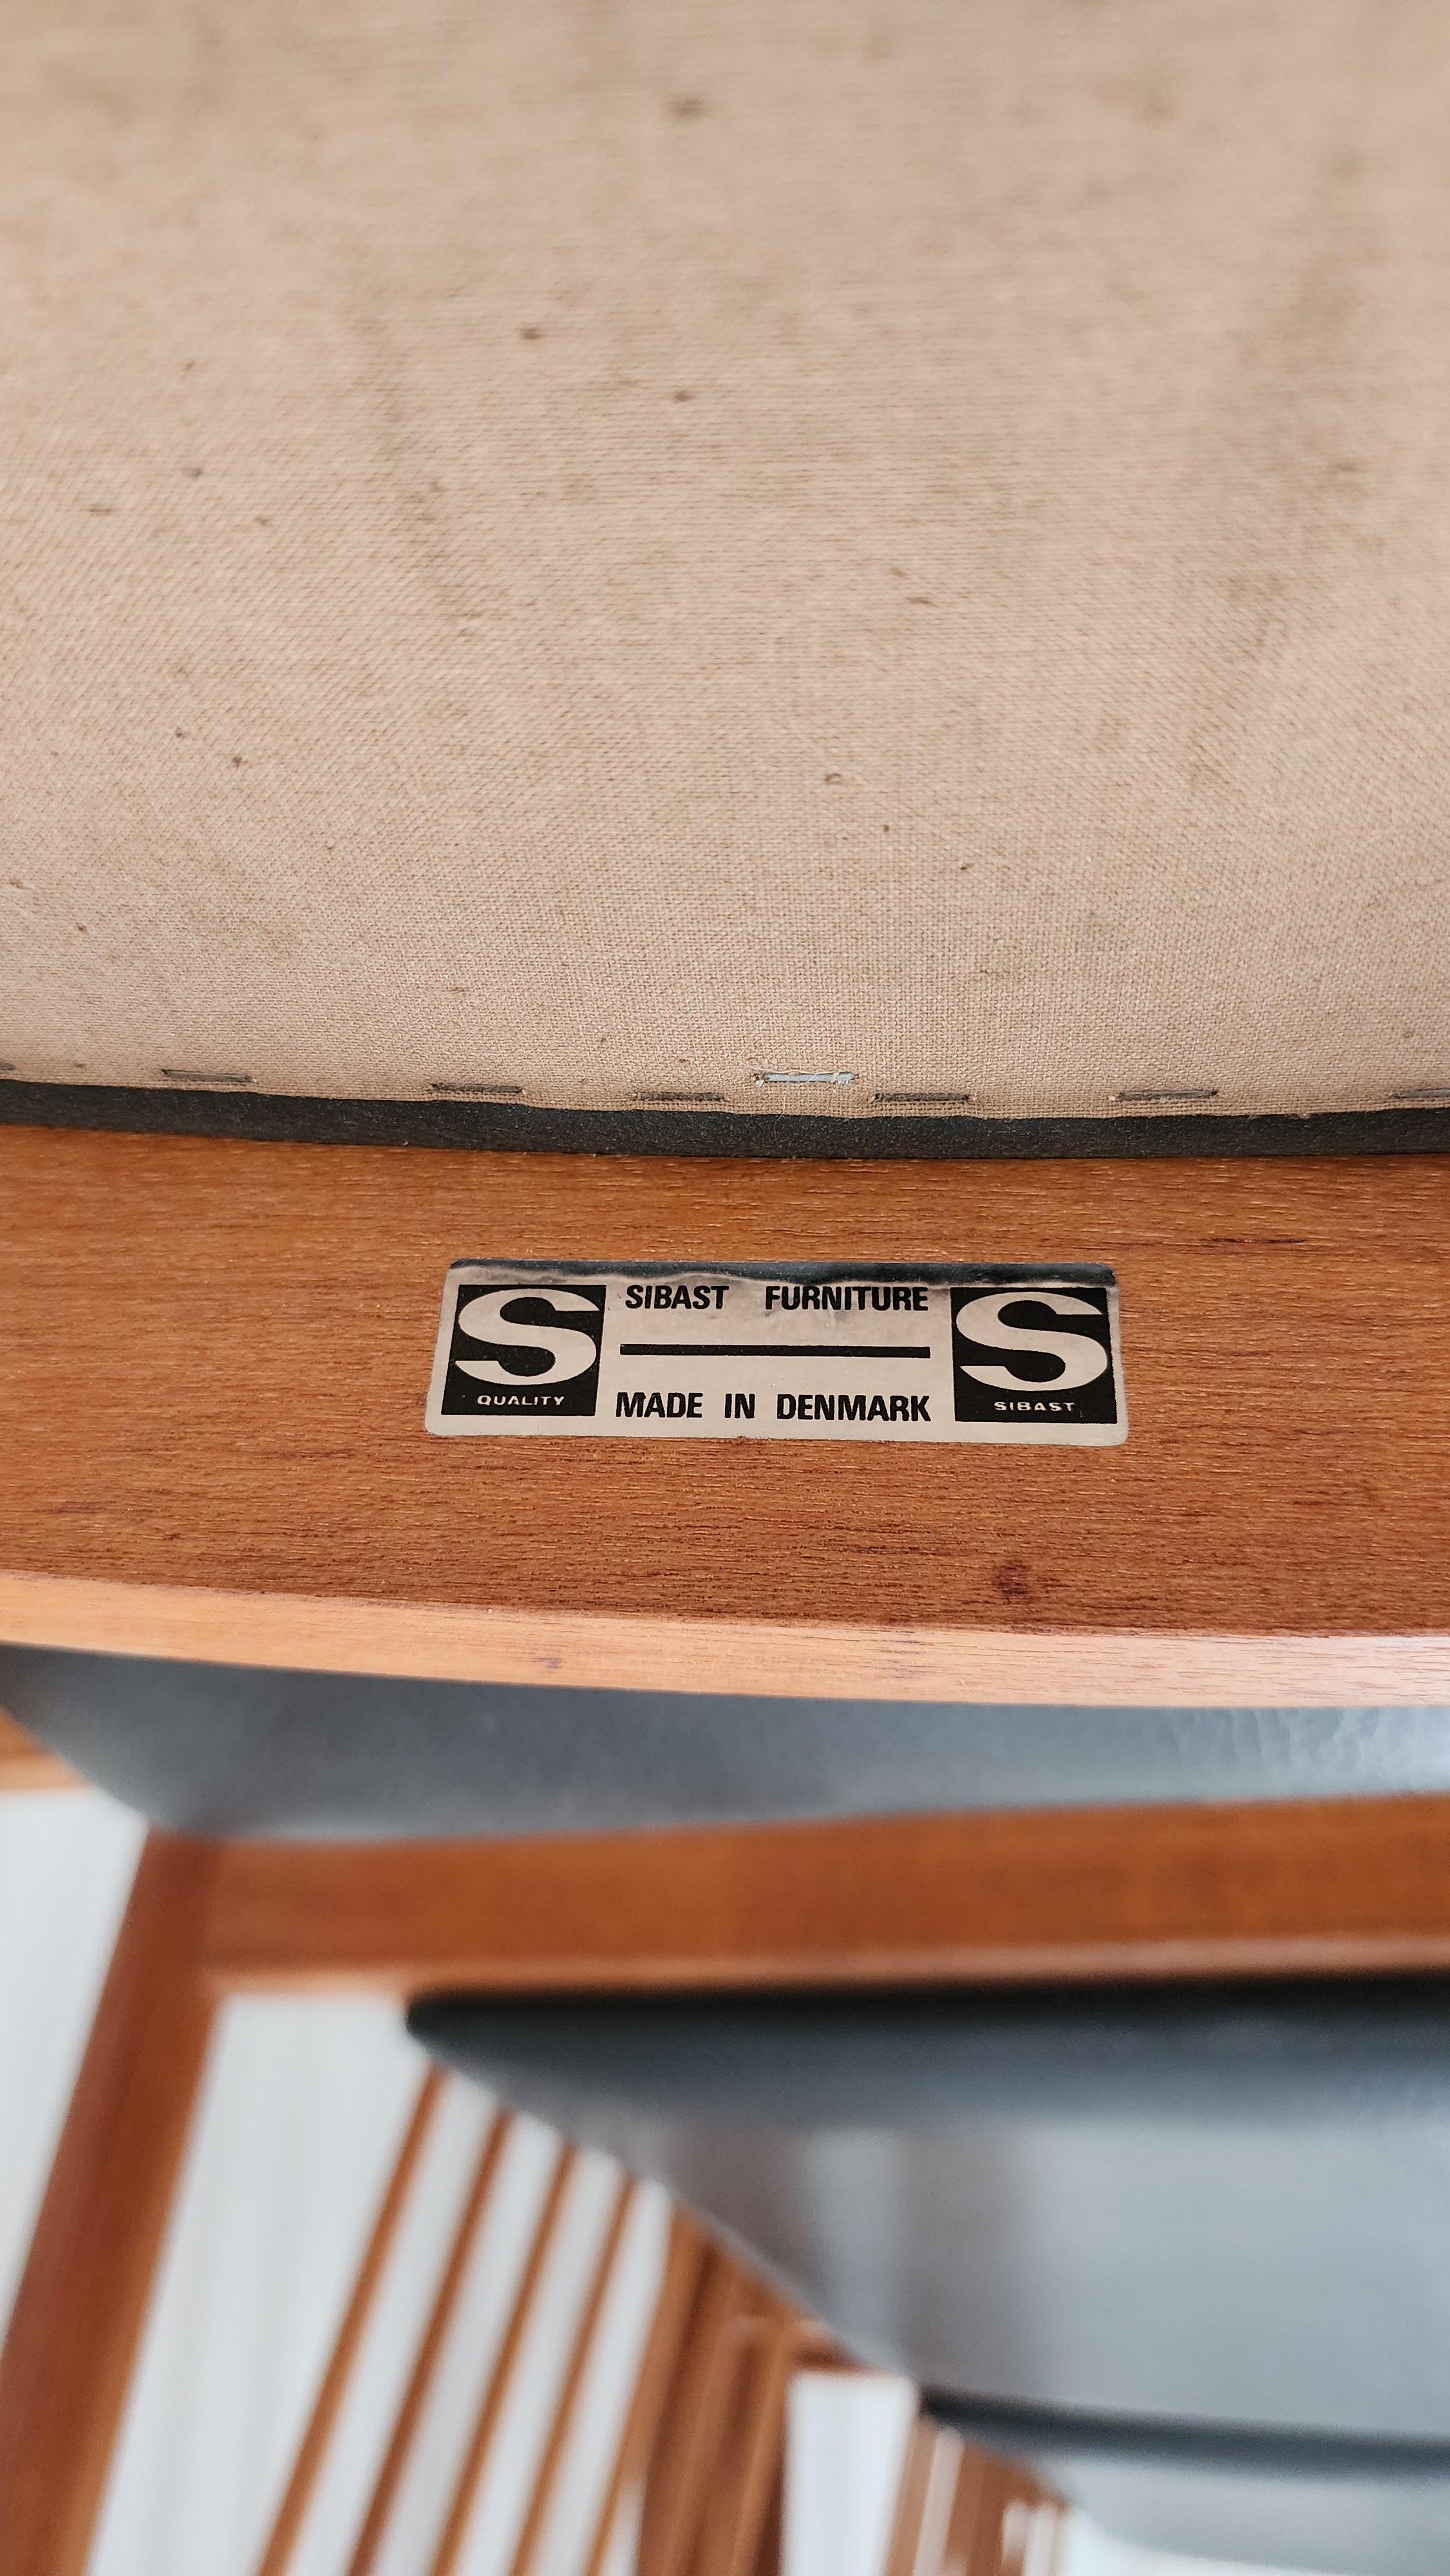 S
QUALITY
SIBAST FURNITURE
MADE IN DENMARK
S
SIBAST